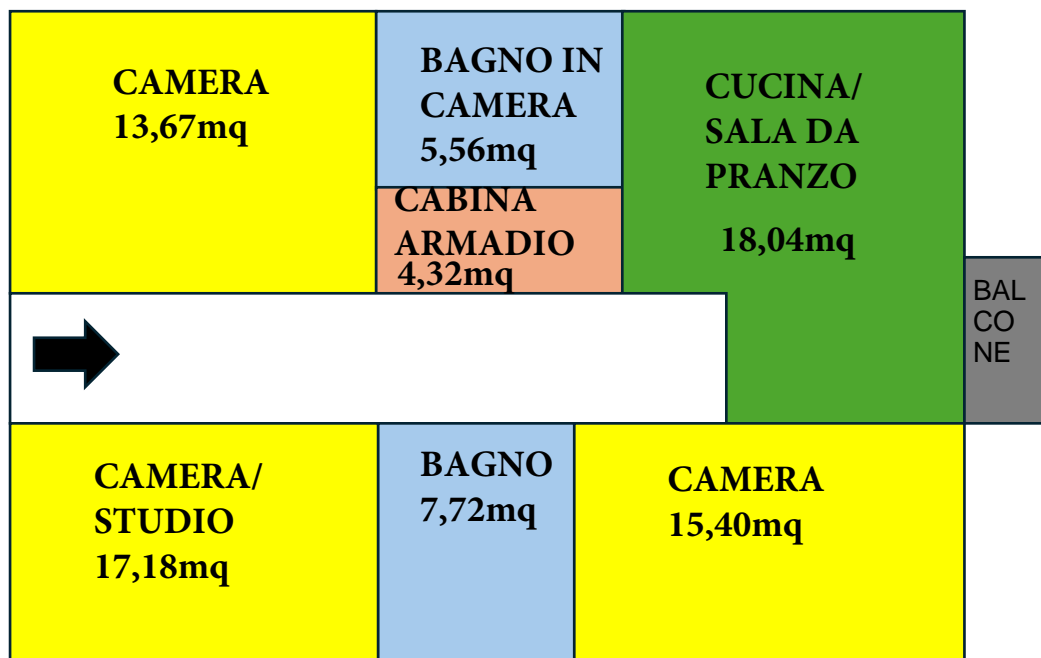 CAMERA
13,67mq
BAGNO IN
CAMERA
5,56mq
CABINA
ARMADIO
4,32mq
CUCINA/
SALA DA
PRANZO
18,04mq
BAL
CO
NE
CAMERA/
STUDIO
17,18mq
BAGNO
7,72mq
CAMERA
15,40mq